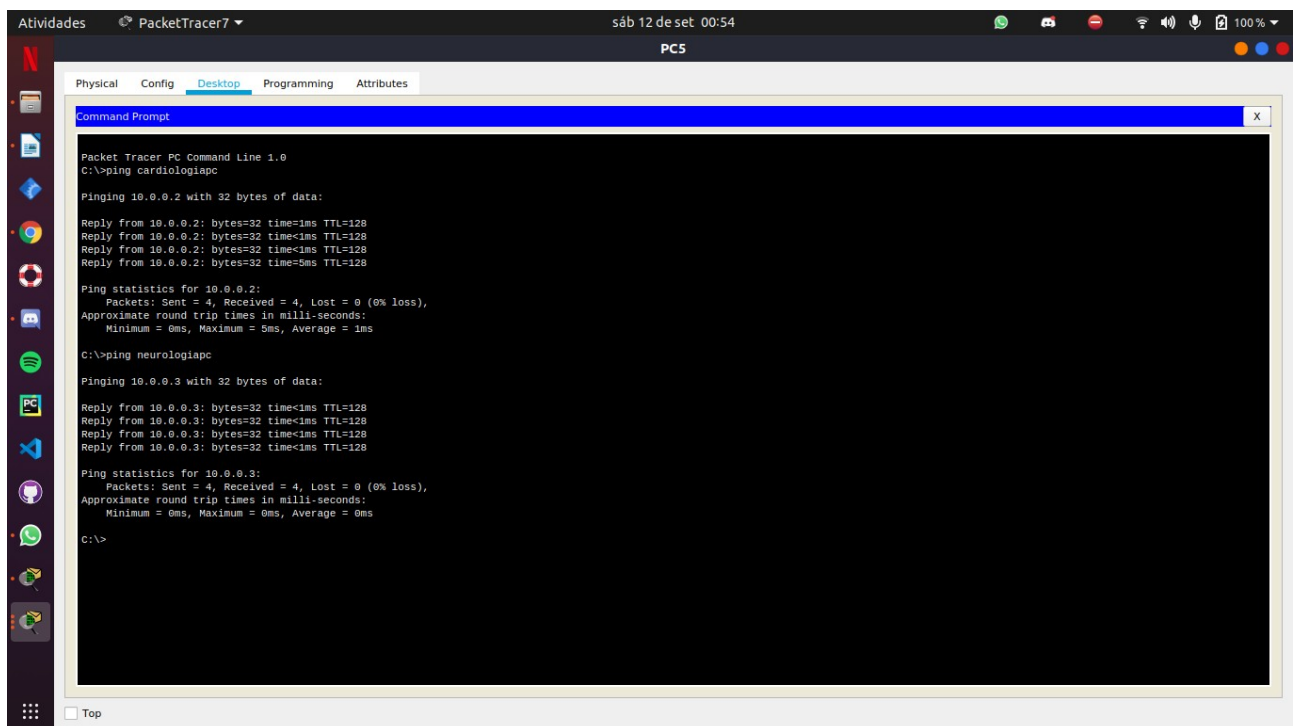 Atividades PacketTracer7 sáb 12 de set 00:54 100 %
PC5
Physical Config Desktop Programming Attributes
Command Prompt X
Packet Tracer PC Command Line 1.0
C:\>ping cardiologiapc
Pinging 10.0.0.2 with 32 bytes of data:
Reply from 10.0.0.2: bytes=32 time=1ms TTL=128
Reply from 10.0.0.2: bytes=32 time<1ms TTL=128
Reply from 10.0.0.2: bytes=32 time<1ms TTL=128
Reply from 10.0.0.2: bytes=32 time=5ms TTL=128
Ping statistics for 10.0.0.2:
Packets: Sent = 4, Received = 4, Lost = 0 (0% loss),
Approximate round trip times in milli-seconds:
Minimum = 0ms, Maximum = 5ms, Average = 1ms
C:\>ping neurologiapc
Pinging 10.0.0.3 with 32 bytes of data:
Reply from 10.0.0.3: bytes=32 time<1ms TTL=128
Reply from 10.0.0.3: bytes=32 time<1ms TTL=128
Reply from 10.0.0.3: bytes=32 time<1ms TTL=128
Reply from 10.0.0.3: bytes=32 time<1ms TTL=128
Ping statistics for 10.0.0.3:
Packets: Sent = 4, Received = 4, Lost = 0 (0% loss),
Approximate round trip times in milli-seconds:
Minimum = 0ms, Maximum = 0ms, Average = 0ms
C:\>
Top